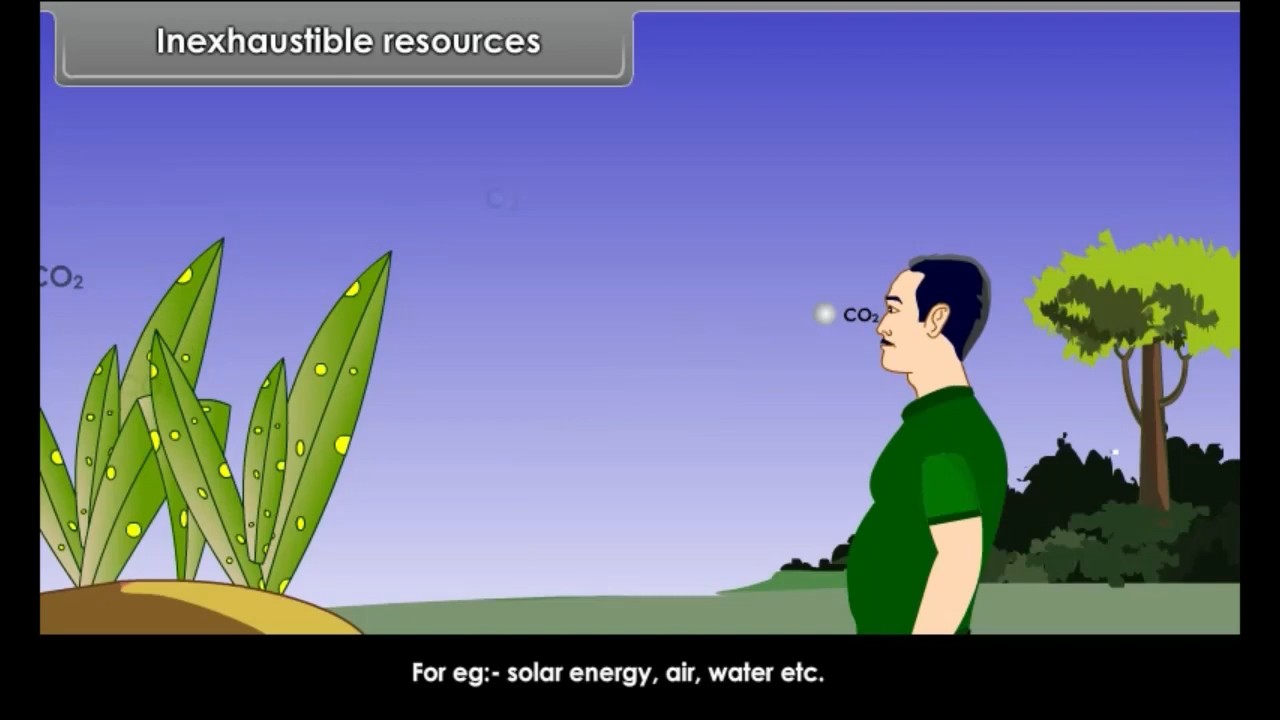 Inexhaustible resources
CO₂
CO₂
For eg:- solar energy, air, water etc.